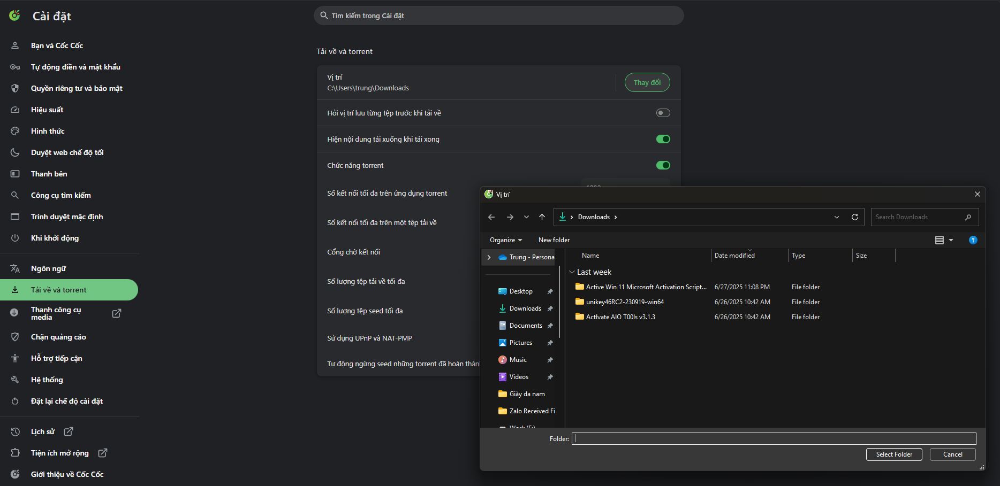 Cài đặt
Tìm kiếm trong Cài đặt
Bạn và Cốc Cốc
Tự động điền và mật khẩu
Quyền riêng tư và bảo mật
Hiệu suất
Hình thức
Duyệt web chế độ tối
Thanh bên
Công cụ tìm kiếm
Trình duyệt mặc định
Khi khởi động
Ngôn ngữ
Tải về và torrent
Thanh công cụ
media
Chặn quảng cáo
Hỗ trợ tiếp cận
Hệ thống
Đặt lại chế độ cài đặt
Lịch sử
Tiện ích mở rộng
Giới thiệu về Cốc Cốc
Tải về và torrent
Vị trí
C:\Users\trung\Downloads
Thay đổi
Hỏi vị trí lưu từng tệp trước khi tải về
Hiện nội dung tải xuống khi tải xong
Chức năng torrent
Số kết nối tối đa trên ứng dụng torrent
Số kết nối tối đa trên một tệp tải về
Cổng chờ kết nối
Số lượng tệp tải về tối đa
Số lượng tệp seed tối đa
Sử dụng UPnP và NAT-PMP
Tự động ngừng seed những torrent đã hoàn thành
Vị trí
Downloads
Search Downloads
Organize
New folder
Trung - Persona
Desktop
Downloads
Documents
Pictures
Music
Videos
Giày da nam
Zalo Received Fi
Name Date modified Type Size
Last week
Active Win 11 Microsoft Activation Script... 6/27/2025 11:08 PM File folder
unikey46RC2-230919-win64 6/26/2025 10:42 AM File folder
ActIvate AIO T00ls v3.1.3 6/26/2025 10:42 AM File folder
Folder:
Select Folder
Cancel